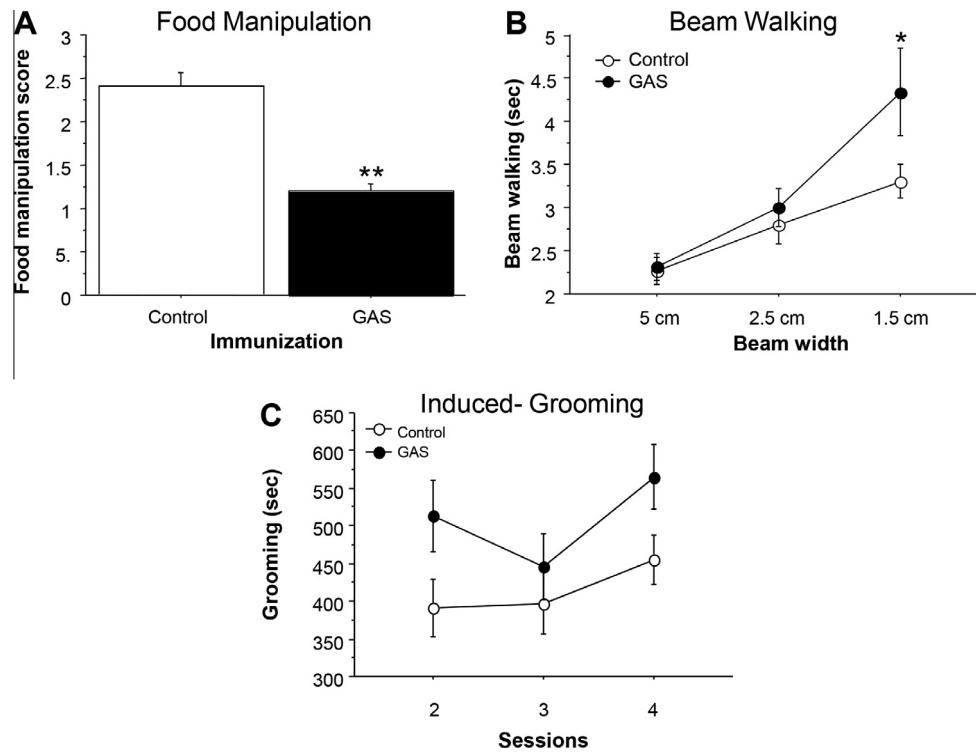 A
Food Manipulation
Food manipulation score
3
2.5
2
1.5
1
5.
0
**
Control
GAS
Immunization
B
Beam Walking
Beam walking (sec)
5
4.5
4
3.5
3
2.5
2
Control
GAS
*
5 cm
2.5 cm
1.5 cm
Beam width
C
Induced- Grooming
Grooming (sec)
650
600
550
500
450
400
350
300
Control
GAS
2
3
4
Sessions